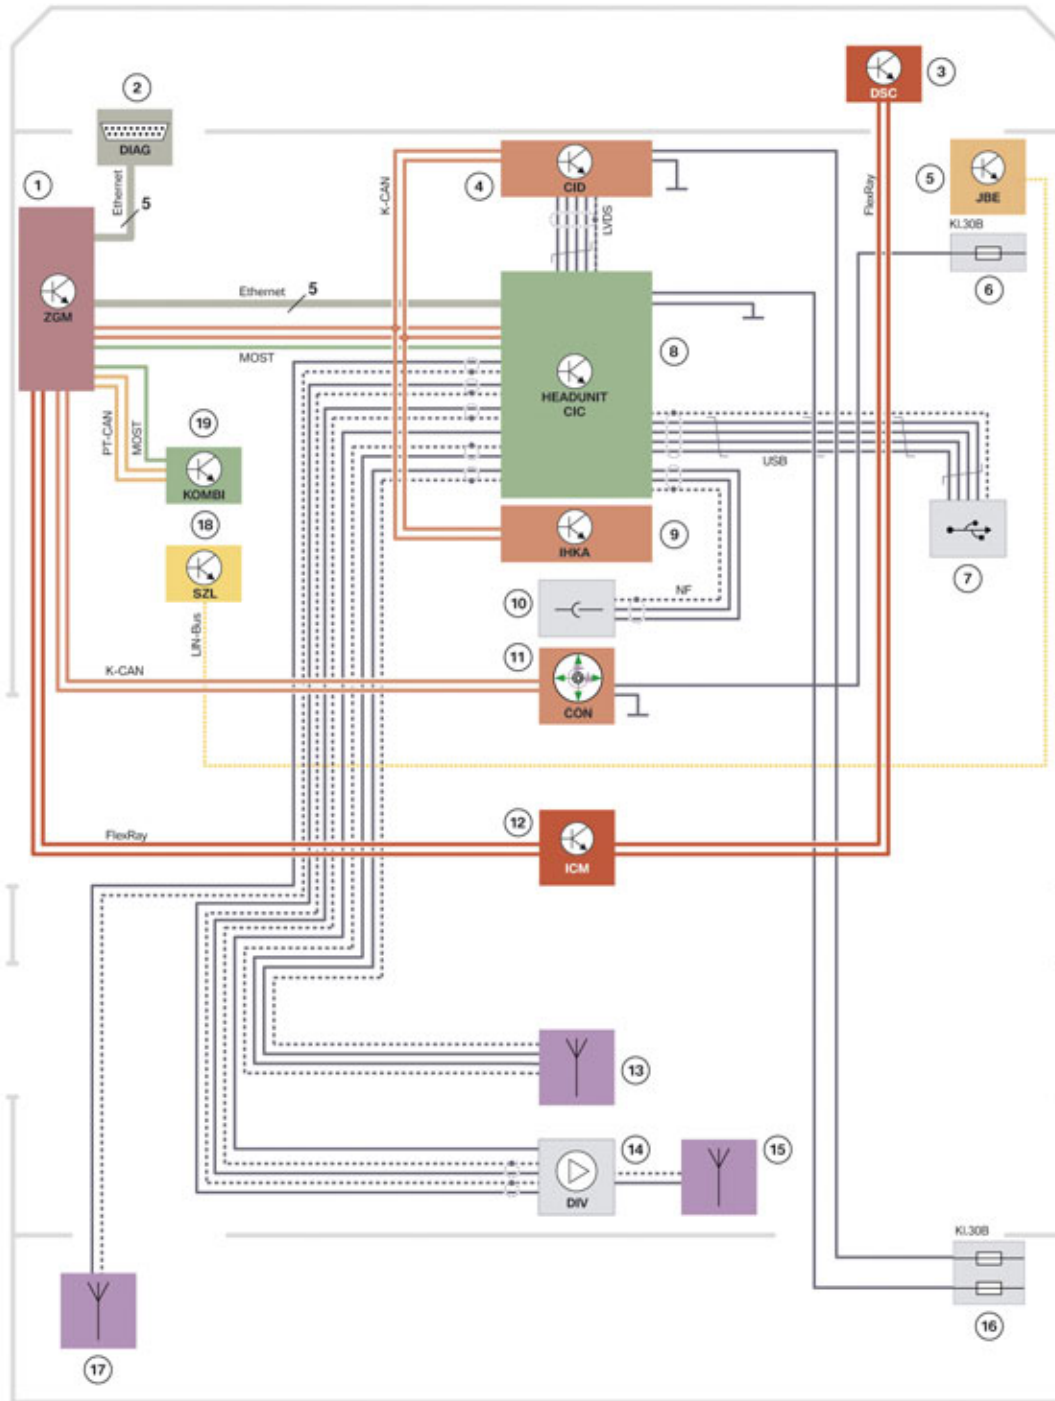 2
DIAG
3
DSC
1
Ethernet
5
ZGM
K-CAN
4
CID
LVDS
FlexRay
5
JBE
Kl.30B
6
Ethernet
5
MOST
8
HEADUNIT
CIC
PT-CAN
MOST
19
KOMBI
USB
7
18
SZL
LIN-Bus
9
IHKA
10
NF
11
CON
K-CAN
12
ICM
FlexRay
13
14
DIV
15
Kl.30B
16
17